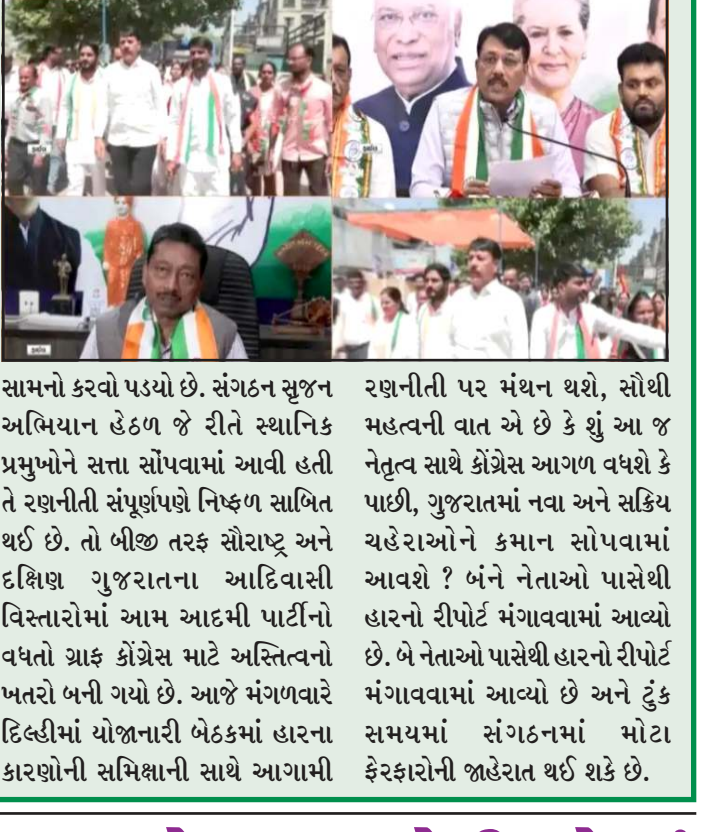 સામનો કરવો પડયો છે. સંગઠન સૃજન
અભિયાન હેઠળ જે રીતે સ્થાનિક
પ્રમુખોને સત્તા સોંપવામાં આવી હતી
તે રણનીતી સંપૂર્ણપણે નિષ્ફળ સાબિત
થઈ છે. તો બીજી તરફ સૌરાષ્ટ્ર અને
દક્ષિણ ગુજરાતના આદિવાસી
વિસ્તારોમાં આમ આદમી પાર્ટીનો
વધતો ગ્રાફ કોંગ્રેસ માટે અસ્તિત્વનો
ખતરો બની ગયો છે. આજે મંગળવારે
દિલ્હીમાં યોજાનારી બેઠકમાં હારના
કારણોની સમિક્ષાની સાથે આગામી
રણનીતી પર મંથન થશે, સૌથી
મહત્વની વાત એ છે કે શું આ જ
નેતૃત્વ સાથે કોંગ્રેસ આગળ વધશે કે
પાછી, ગુજરાતમાં નવા અને સક્રિય
ચહેરાઓને કમાન સોપવામાં
આવશે ? બંને નેતાઓ પાસેથી
હારનો રીપોર્ટ મંગાવવામાં આવ્યો
છે. બે નેતાઓ પાસેથી હારનો રીપોર્ટ
મંગાવવામાં આવ્યો છે અને ટુંક
સમયમાં સંગઠનમાં મોટા
ફેરફારોની જાહેરાત થઈ શકે છે.